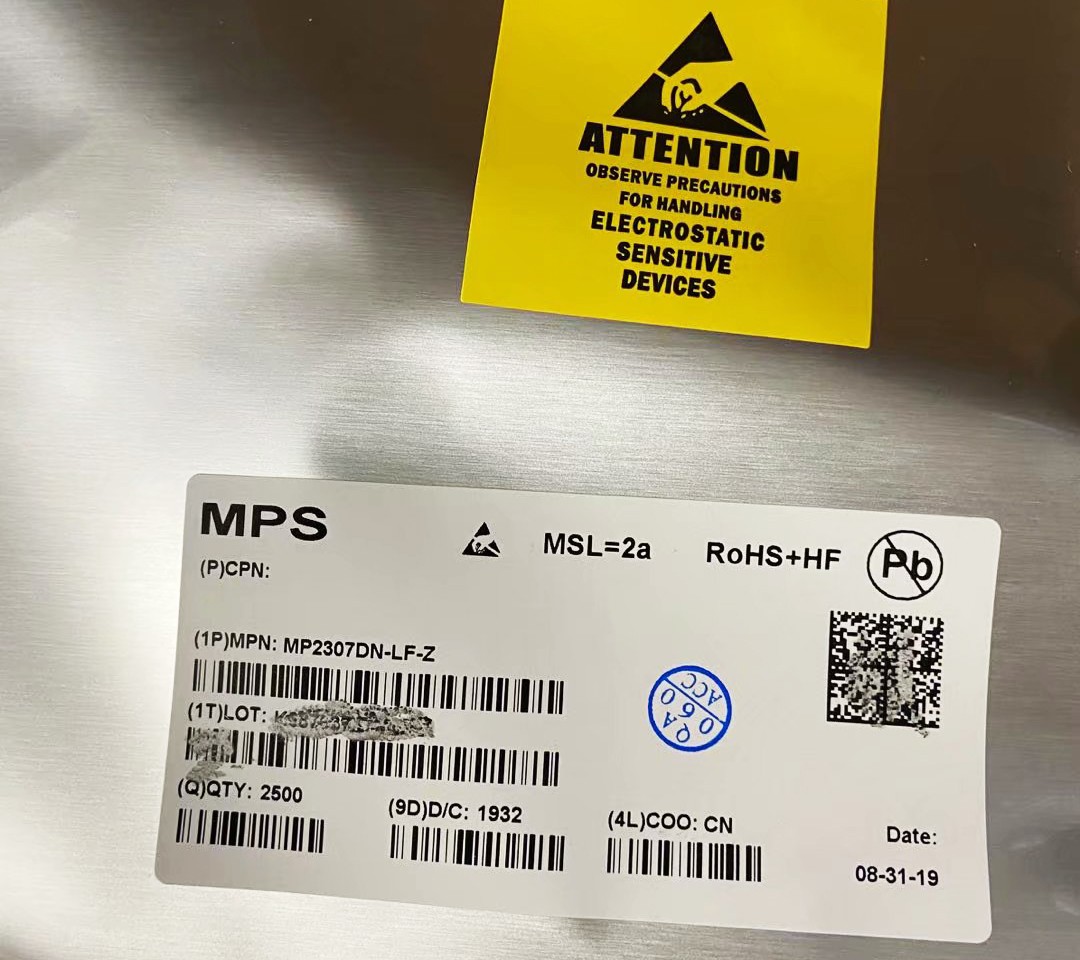 ATTENTION
OBSERVE PRECAUTIONS
FOR HANDLING
ELECTROSTATIC
SENSITIVE
DEVICES
MPS
MSL=2a RoHS+HF Pb
(P)CPN:
(1P)MPN: MP2307DN-LF-Z
(1T)LOT:
QA 060 ACC
(Q)QTY: 2500
(9D)D/C: 1932
(4L)COO: CN
Date:
08-31-19